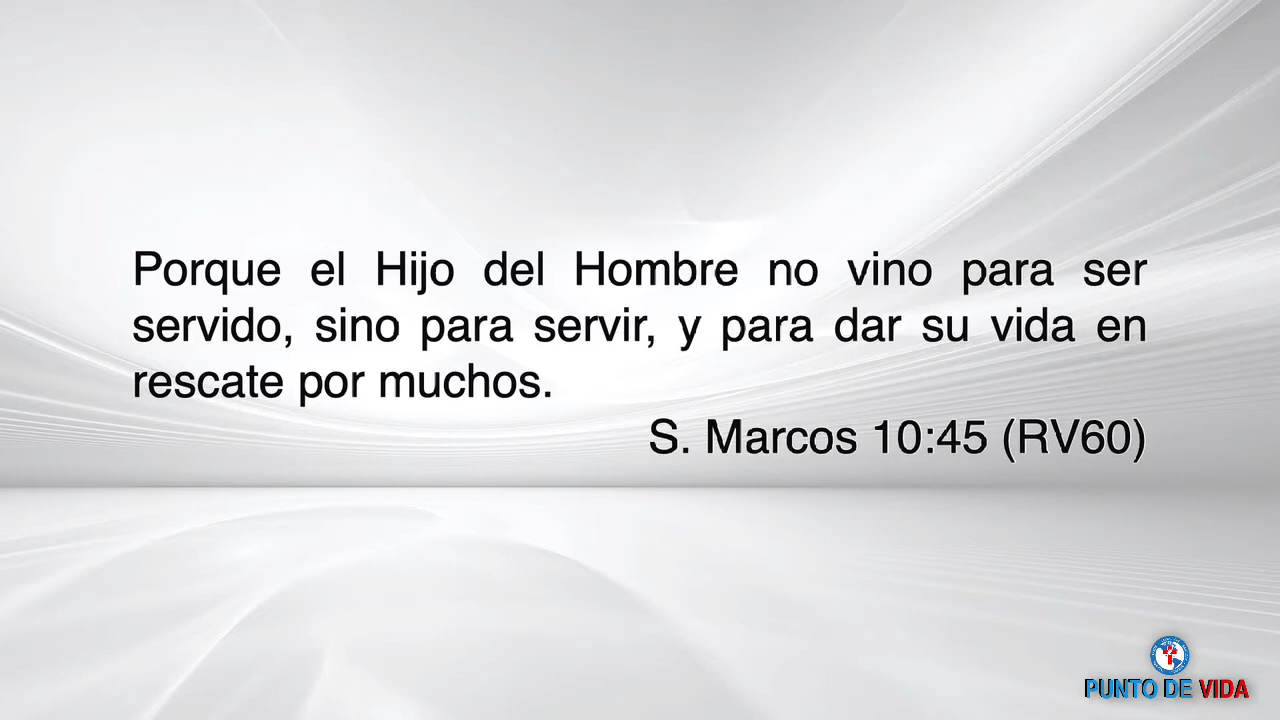 Porque el Hijo del Hombre no vino para ser
servido, sino para servir, y para dar su vida en
rescate por muchos.
S. Marcos 10:45 (RV60)
PUNTO DE VIDA